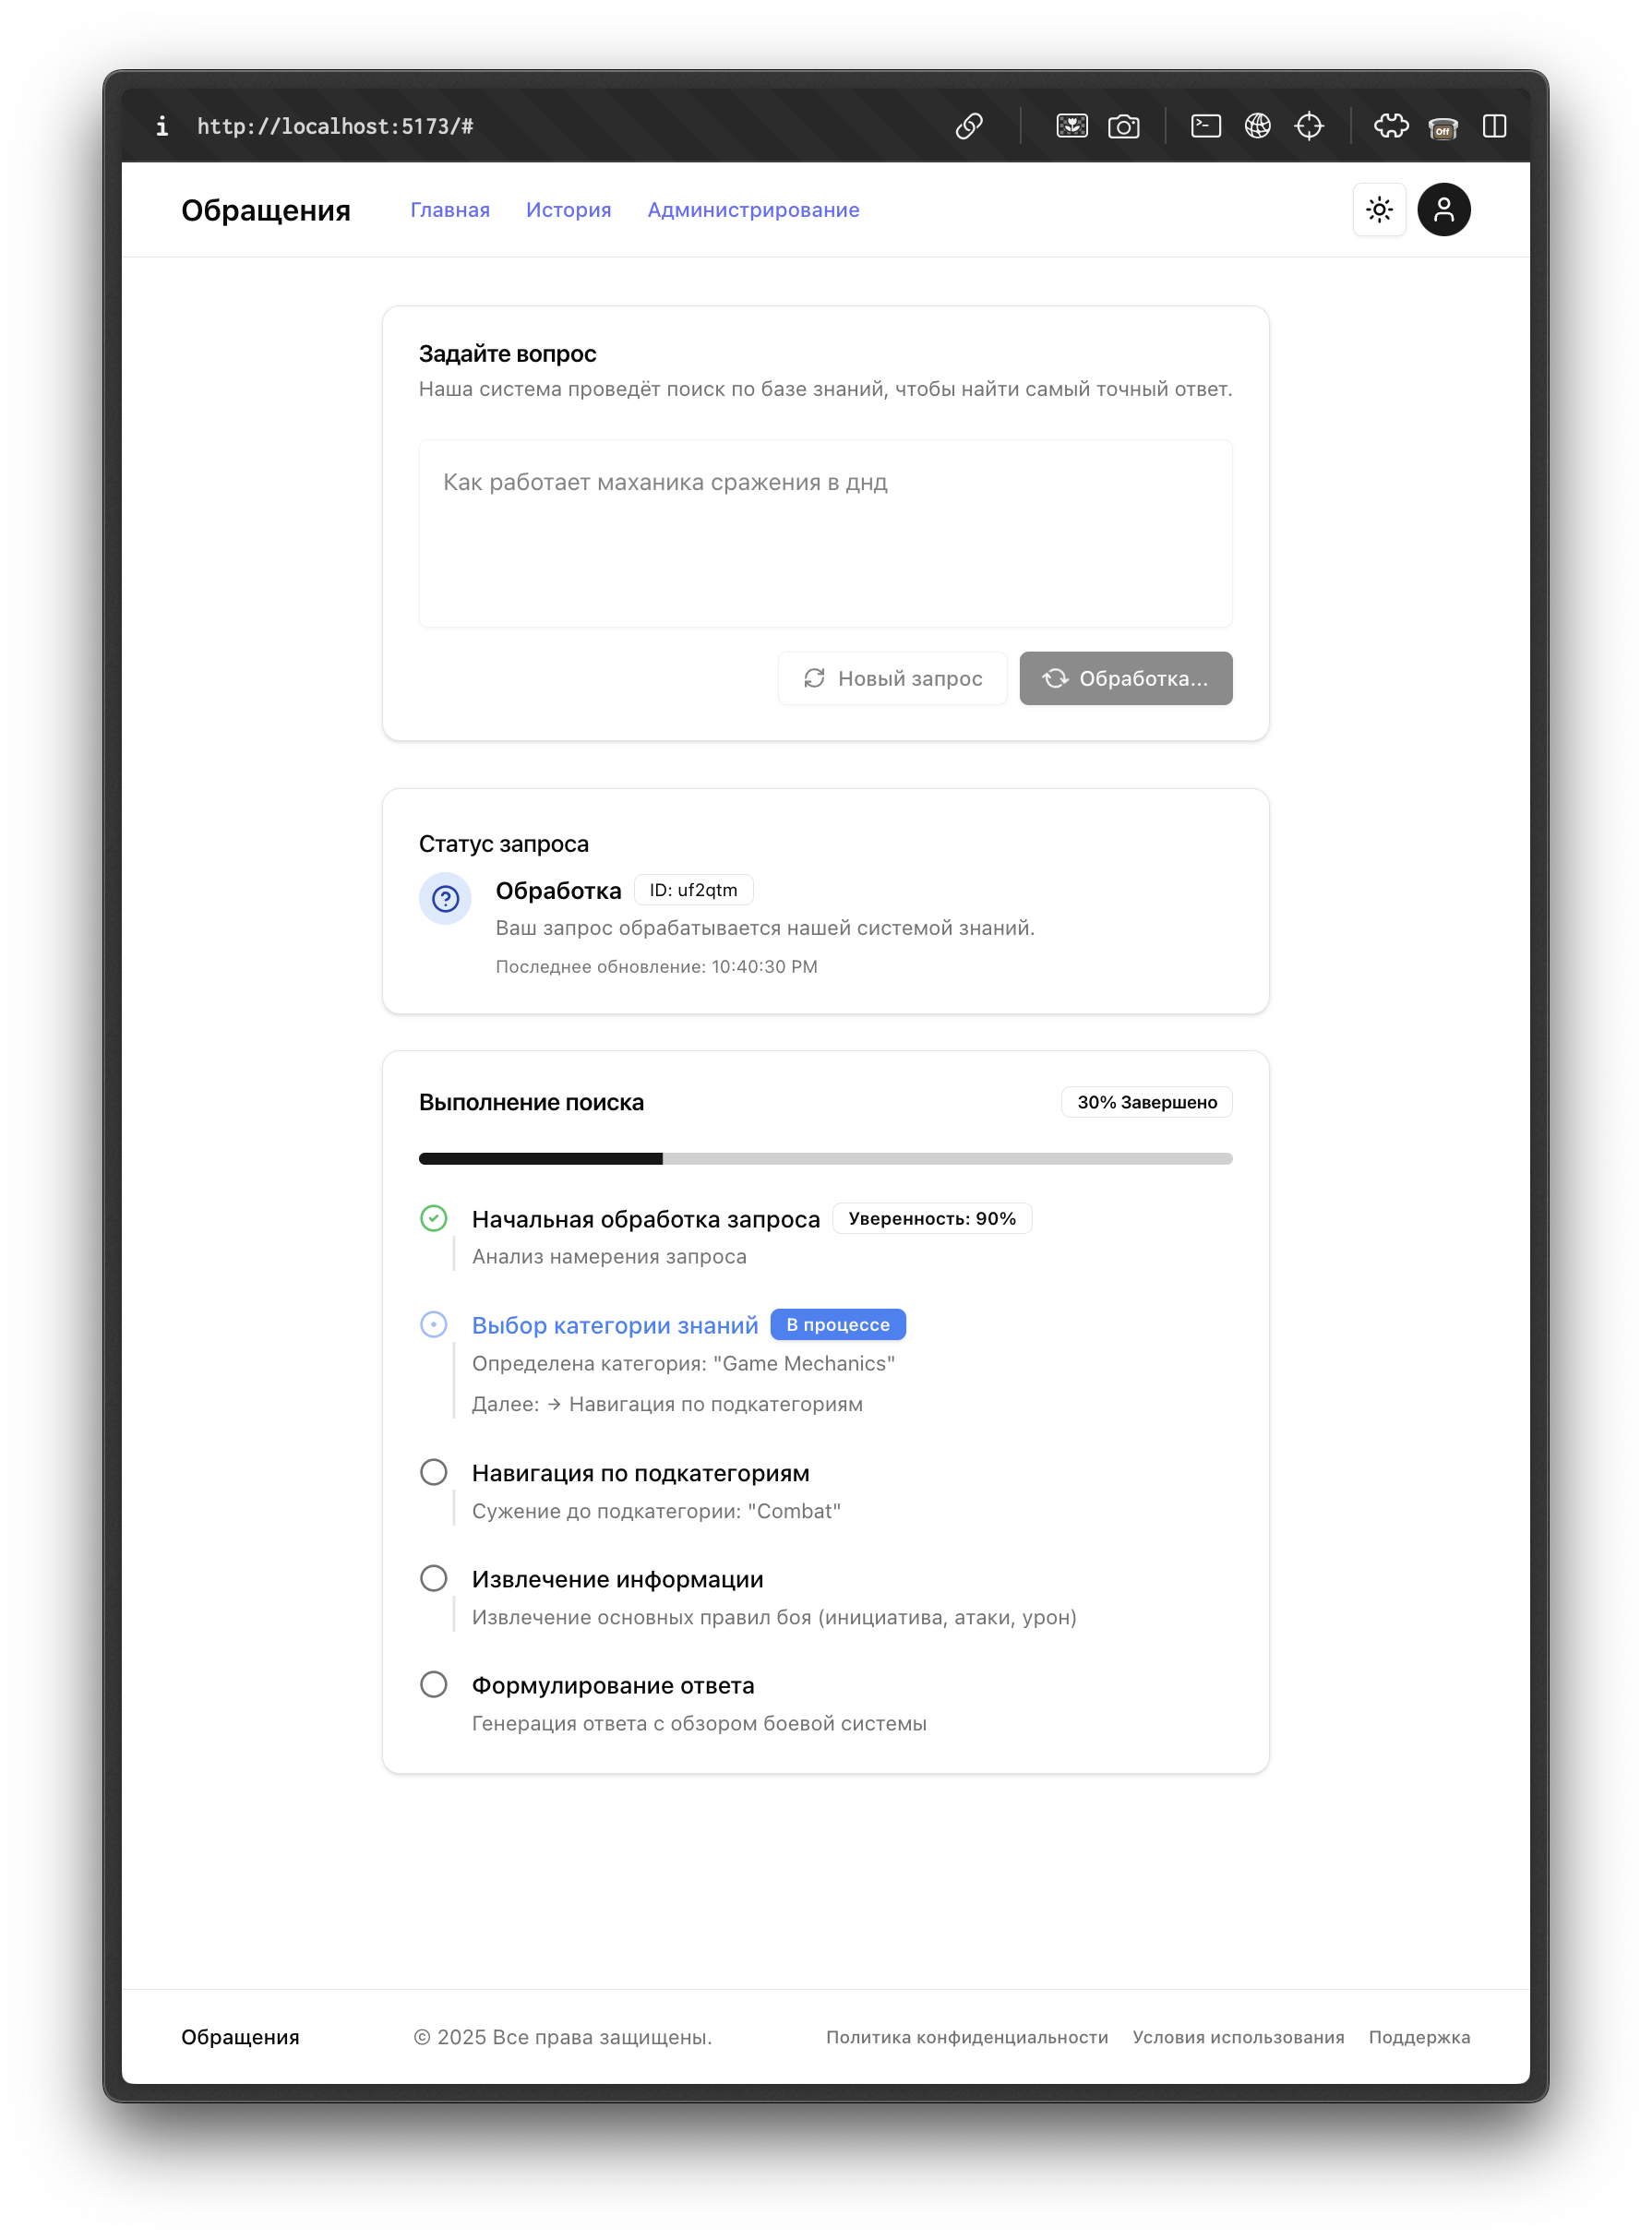 http://localhost:5173/#
Off
Обращения Главная История Администрирование
Задайте вопрос
Наша система проведёт поиск по базе знаний, чтобы найти самый точный ответ.
Как работает маханика сражения в днд
Новый запрос Обработка...
Статус запроса
Обработка ID: uf2qtm
Ваш запрос обрабатывается нашей системой знаний.
Последнее обновление: 10:40:30 PM
Выполнение поиска 30% Завершено
Начальная обработка запроса Уверенность: 90%
Анализ намерения запроса
Выбор категории знаний В процессе
Определена категория: "Game Mechanics"
Далее: → Навигация по подкатегориям
Навигация по подкатегориям
Сужение до подкатегории: "Combat"
Извлечение информации
Извлечение основных правил боя (инициатива, атаки, урон)
Формулирование ответа
Генерация ответа с обзором боевой системы
Обращения © 2025 Все права защищены. Политика конфиденциальности Условия использования Поддержка